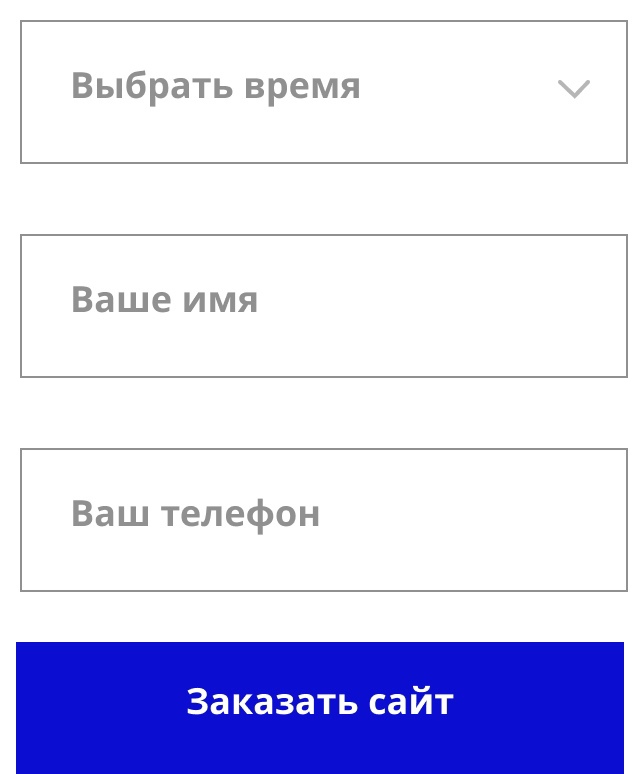 Выбрать время
Ваше имя
Ваш телефон
Заказать сайт